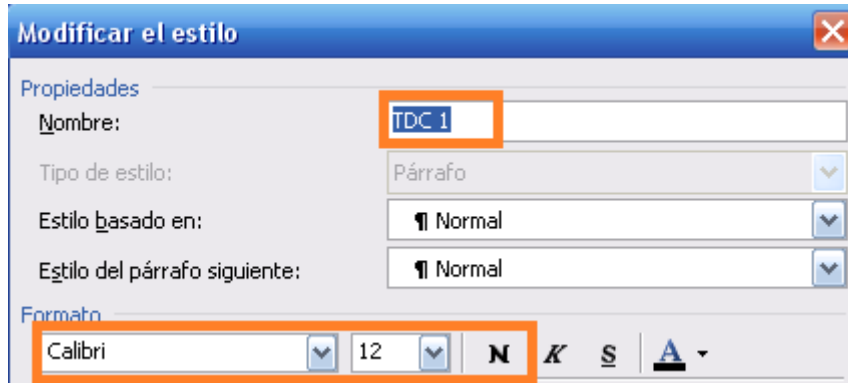 Modificar el estilo
Propiedades
Nombre: TDC 1
Tipo de estilo: Párrafo
Estilo basado en: ¶ Normal
Estilo del párrafo siguiente: ¶ Normal
Formato
Calibri 12 N K S A